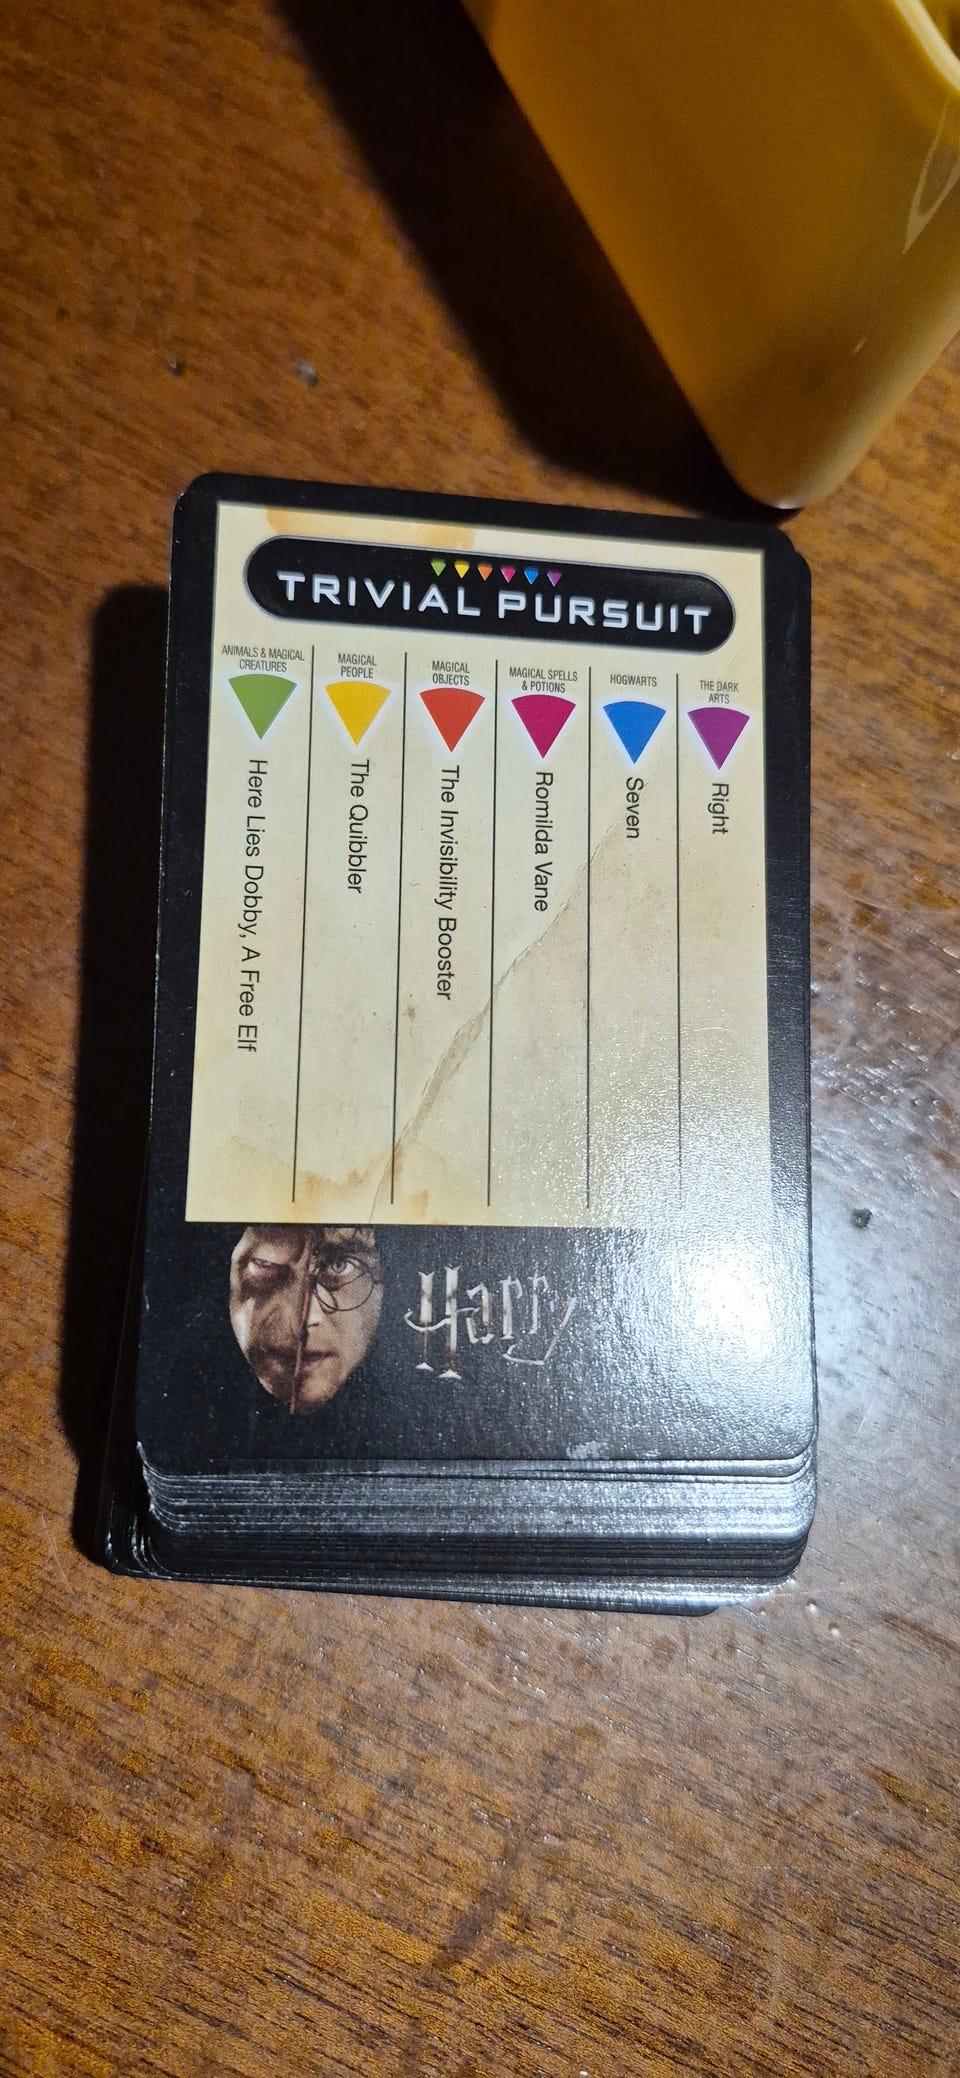 TRIVIAL PURSUIT
ANIMALS & MAGICAL
CREATURES
Here Lies Dobby, A Free Elf
MAGICAL
PEOPLE
The Quibbler
MAGICAL
OBJECTS
The Invisibility Booster
MAGICAL SPELLS
& POTIONS
Romilda Vane
HOGWARTS
Seven
THE DARK
ARTS
Right
Harry